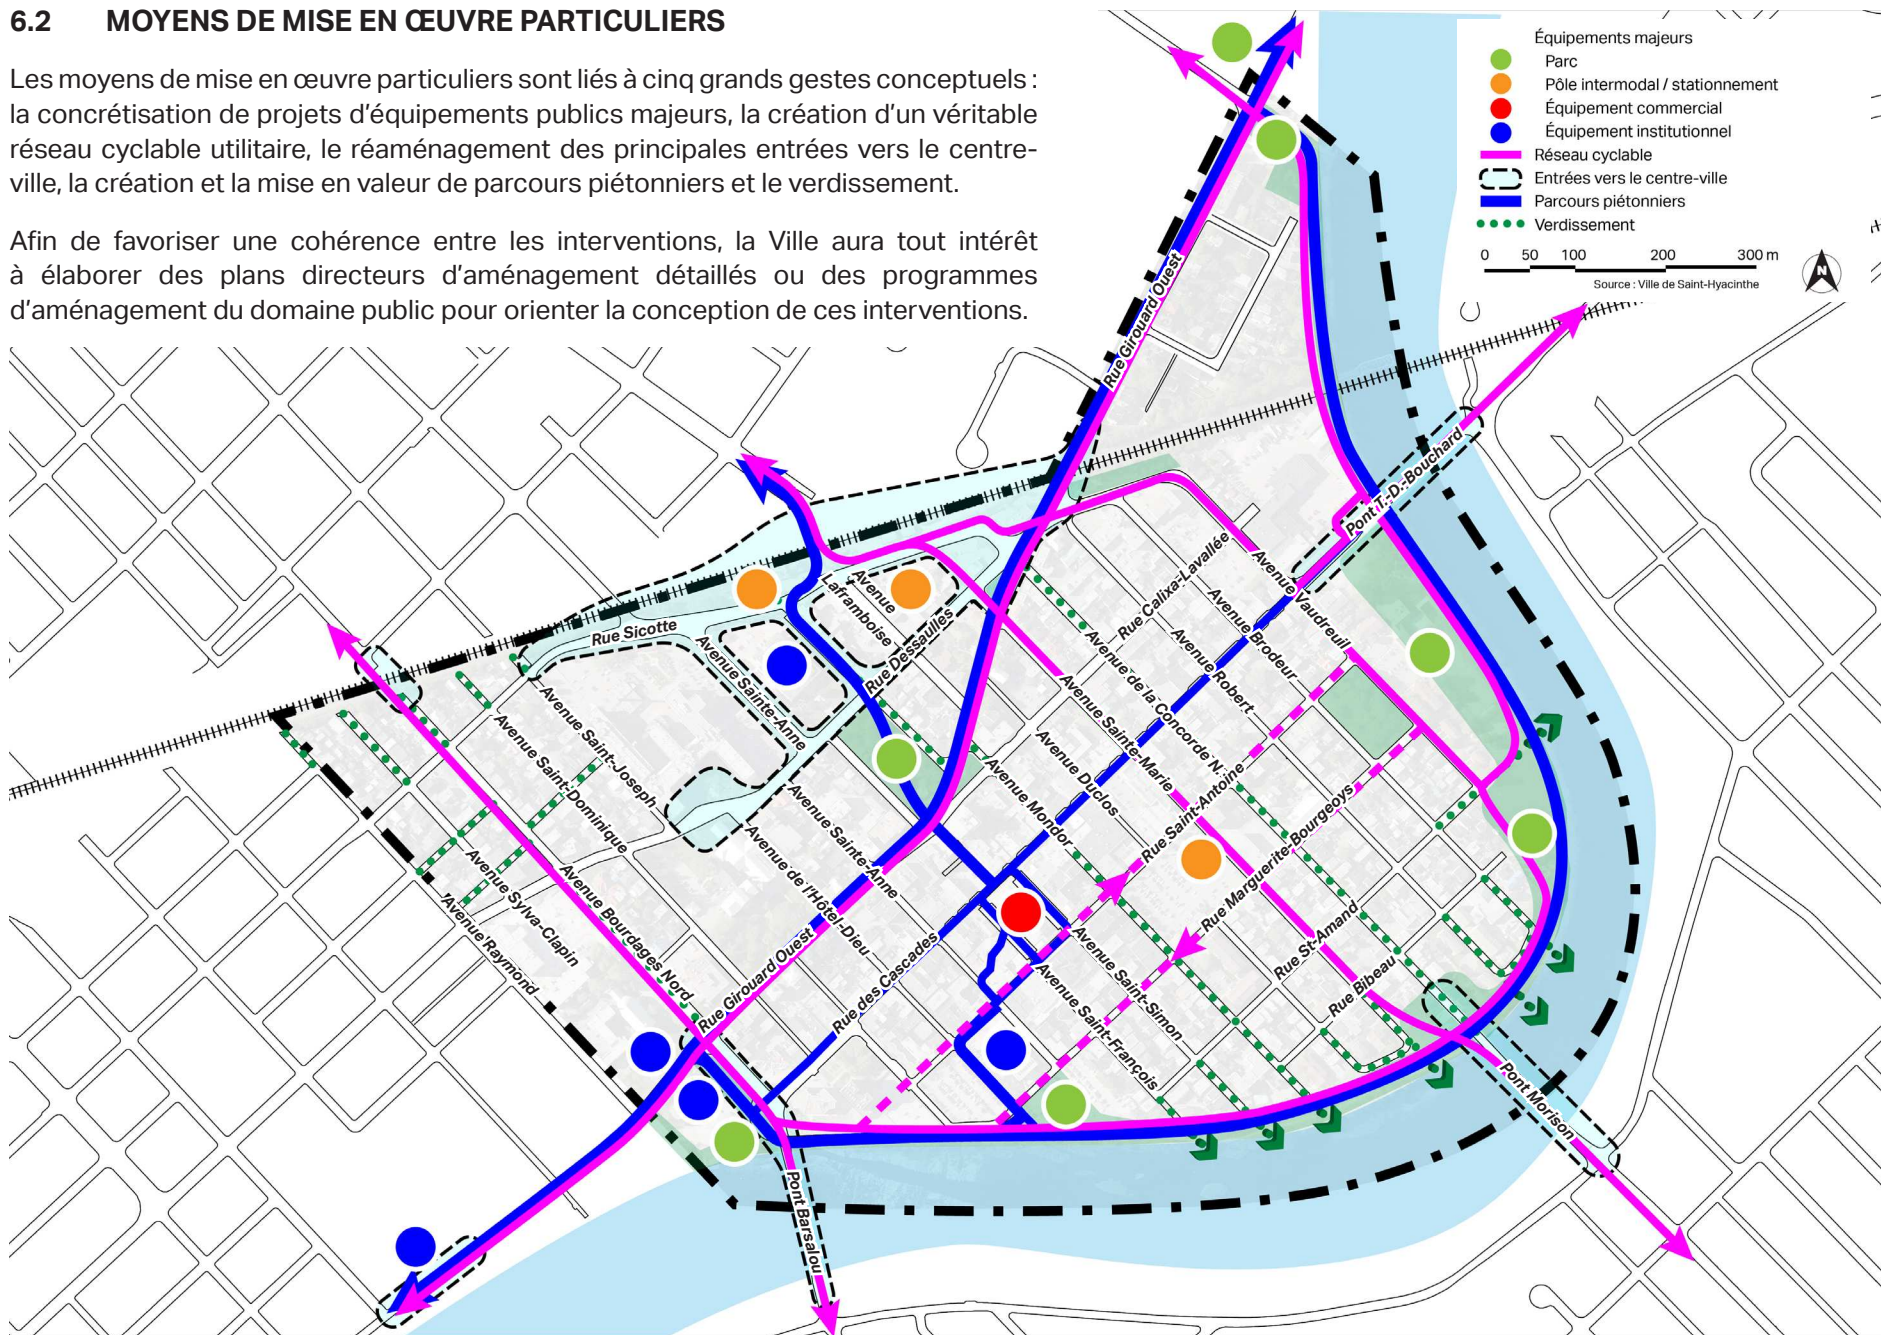 6.2 MOYENS DE MISE EN ŒUVRE PARTICULIERS
Les moyens de mise en œuvre particuliers sont liés à cinq grands gestes conceptuels :
la concrétisation de projets d'équipements publics majeurs, la création d'un véritable
réseau cyclable utilitaire, le réaménagement des principales entrées vers le centre-
ville, la création et la mise en valeur de parcours piétonniers et le verdissement.
Afin de favoriser une cohérence entre les interventions, la Ville aura tout intérêt
à élaborer des plans directeurs d'aménagement détaillés ou des programmes
d'aménagement du domaine public pour orienter la conception de ces interventions.
Équipements majeurs
Parc
Pôle intermodal / stationnement
Équipement commercial
Équipement institutionnel
Réseau cyclable
Entrées vers le centre-ville
Parcours piétonniers
Verdissement
0 50 100 200 300 m
Source : Ville de Saint-Hyacinthe
N
Rue Girouard Ouest
Pont T.-D.-Bouchard
Rue Calixa-Lavallée
Avenue Vaudreuil
Avenue Brodeur
Avenue Robert
Avenue de la Concorde N.
Avenue Sainte-Marie
Avenue Duclos
Avenue Mondor
Avenue
Laframboise
Rue Dessaulles
Rue Sicotte
Avenue Sainte-Anne
Avenue Saint-Joseph
Avenue Saint-Dominique
Avenue Sainte-Anne
Avenue de l'Hôtel-Dieu
Avenue Sylva-Clapin
Avenue Bourdages Nord
'Avenue Raymond
Rue Girouard Ouest
Rue des Cascades
Rue Saint-Antoine
Rue Marguerite-Bourgeoys
Rue St-Amand
Rue Bibeau
Avenue Saint-Simon
Avenue Saint-François
Pont Morison
Pont Barsalou